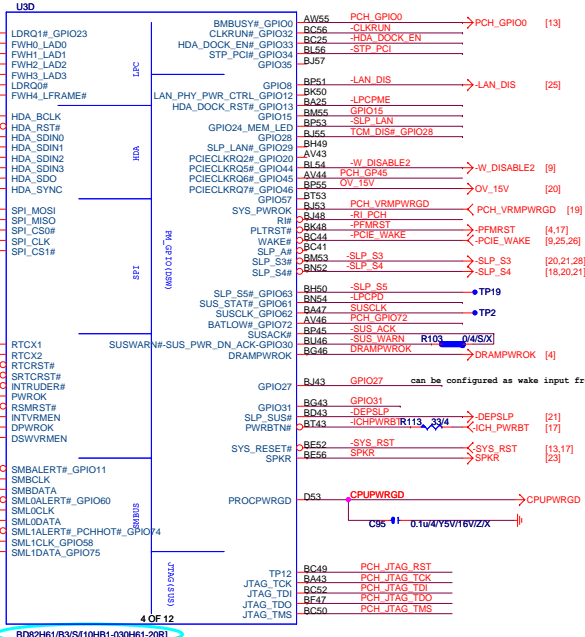 U3D
LDRQ1#_GPIO23
FWH0_LAD0
FWH1_LAD1
FWH2_LAD2
FWH3_LAD3
LDRQ0#
FWH4_LFRAME#
LPC
HDA_BCLK
HDA_RST#
HDA_SDIN0
HDA_SDIN1
HDA_SDIN2
HDA_SDIN3
HDA_SDO
HDA_SYNC
HDA
SPI_MOSI
SPI_MISO
SPI_CS0#
SPI_CLK
SPI_CS1#
PM_GPIO(DSW)
RTCX1
RTCX2
RTCRST#
SRTCRST#
INTRUDER#
PWROK
RSMRST#
INTVRMEN
DPWROK
DSWVRMEN
SMBALERT#_GPIO11
SMBCLK
SMBDATA
SML0ALERT#_GPIO60
SML0CLK
SML0DATA
SML1ALERT#_PCHHOT#_GPIO74
SML1CLK_GPIO58
SML1DATA_GPIO75
SMBUS
JTAG(SUS)
BMBUSY#_GPIO0 AW55 PCH_GPIO0 PCH_GPIO0 [13]
CLKRUN#_GPIO32 BC56 -CLKRUN
HDA_DOCK_EN#_GPIO33 BC25 -HDA_DOCK_EN
STP_PCI#_GPIO34 BL56 -STP_PCI
GPIO35 BJ57
GPIO8 BP51 -LAN_DIS -LAN_DIS [25]
LAN_PHY_PWR_CTRL_GPIO12 BK50
HDA_DOCK_RST#_GPIO13 BA25 -LPCPME
GPIO15 BM55 GPIO15
GPIO24_MEM_LED BP53 -SLP_LAN
GPIO28 BJ55 TCM_DIS#_GPIO28
SLP_LAN#_GPIO29 BH49
PCIECLKRQ2#_GPIO20 AV43
PCIECLKRQ5#_GPIO44 BL54 -W_DISABLE2 -W_DISABLE2 [9]
PCIECLKRQ6#_GPIO45 AV44 PCH_GP45
PCIECLKRQ7#_GPIO46 BP55 OV_15V OV_15V [20]
GPIO57 BT53
SYS_PWROK BJ53 PCH_VRMPWRGD PCH_VRMPWRGD [19]
RI# BJ48 -RI_PCH
PLTRST# BK48 -PFMRST -PFMRST [4,17]
WAKE# BC44 -PCIE_WAKE -PCIE_WAKE [9,25,26]
SLP_A# BC41
SLP_S3# BM53 -SLP_S3 -SLP_S3 [20,21,28]
SLP_S4# BN52 -SLP_S4 -SLP_S4 [18,20,21]
SLP_S5#_GPIO63 BH50 -SLP_S5 TP19
SUS_STAT#_GPIO61 BN54 -LPCPD
SUSCLK_GPIO62 BA47 SUSCLK TP2
BATLOW#_GPIO72 AV46 PCH_GPIO72
SUSACK# BP45 -SUS_ACK
SUSWARN#-SUS_PWR_DN_ACK-GPIO30 BU46 -SUS_WARN R103 0/4/S/X
DRAMPWROK BG46 DRAMPWROK DRAMPWROK [4]
GPIO27 BJ43 GPIO27 can be configured as wake input fr
GPIO31 BG43 GPIO31
SLP_SUS# BD43 -DEPSLP -DEPSLP [21]
PWRBTN# BT43 -ICHPWRBT R113 33/4 -ICH_PWRBT [17]
SYS_RESET# BE52 -SYS_RST -SYS_RST [13,17]
SPKR BE56 SPKR SPKR [23]
PROCPWRGD D53 CPUPWRGD CPUPWRGD
C95 0.1u/4/Y5V/16V/Z/X
TP12 BC49 PCH_JTAG_RST
JTAG_TCK BA43 PCH_JTAG_TCK
JTAG_TDI BC52 PCH_JTAG_TDI
JTAG_TDO BF47 PCH_JTAG_TDO
JTAG_TMS BC50 PCH_JTAG_TMS
4 OF 12
BD82H61/B3/S/[10HB1-030H61-20R]